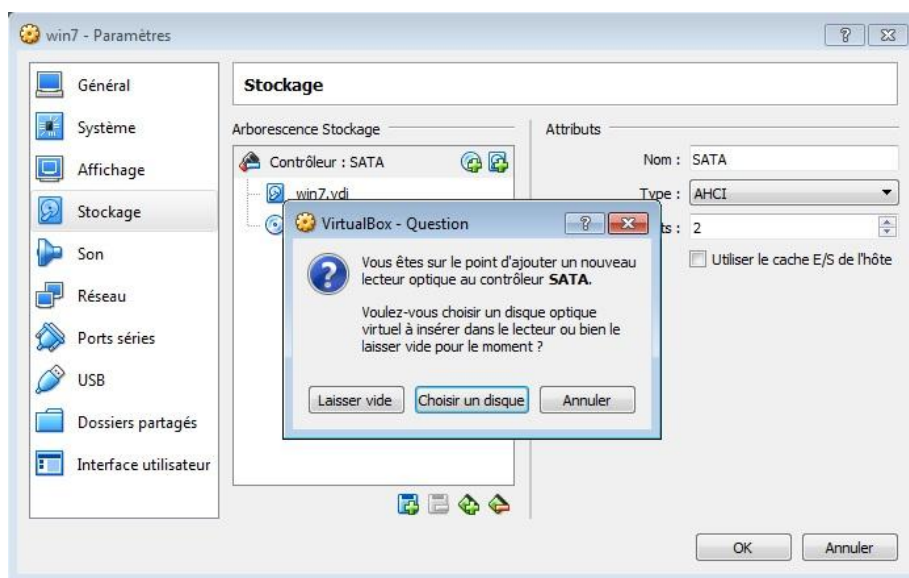 win7 - Paramètres
Général
Système
Affichage
Stockage
Son
Réseau
Ports séries
USB
Dossiers partagés
Interface utilisateur
Stockage
Arborescence Stockage
Contrôleur : SATA
win7.vdi
Attributs
Nom : SATA
Type : AHCI
ts : 2
Utiliser le cache E/S de l'hôte
VirtualBox - Question
Vous êtes sur le point d'ajouter un nouveau
lecteur optique au contrôleur SATA.
Voulez-vous choisir un disque optique
virtuel à insérer dans le lecteur ou bien le
laisser vide pour le moment ?
Laisser vide
Choisir un disque
Annuler
OK
Annuler